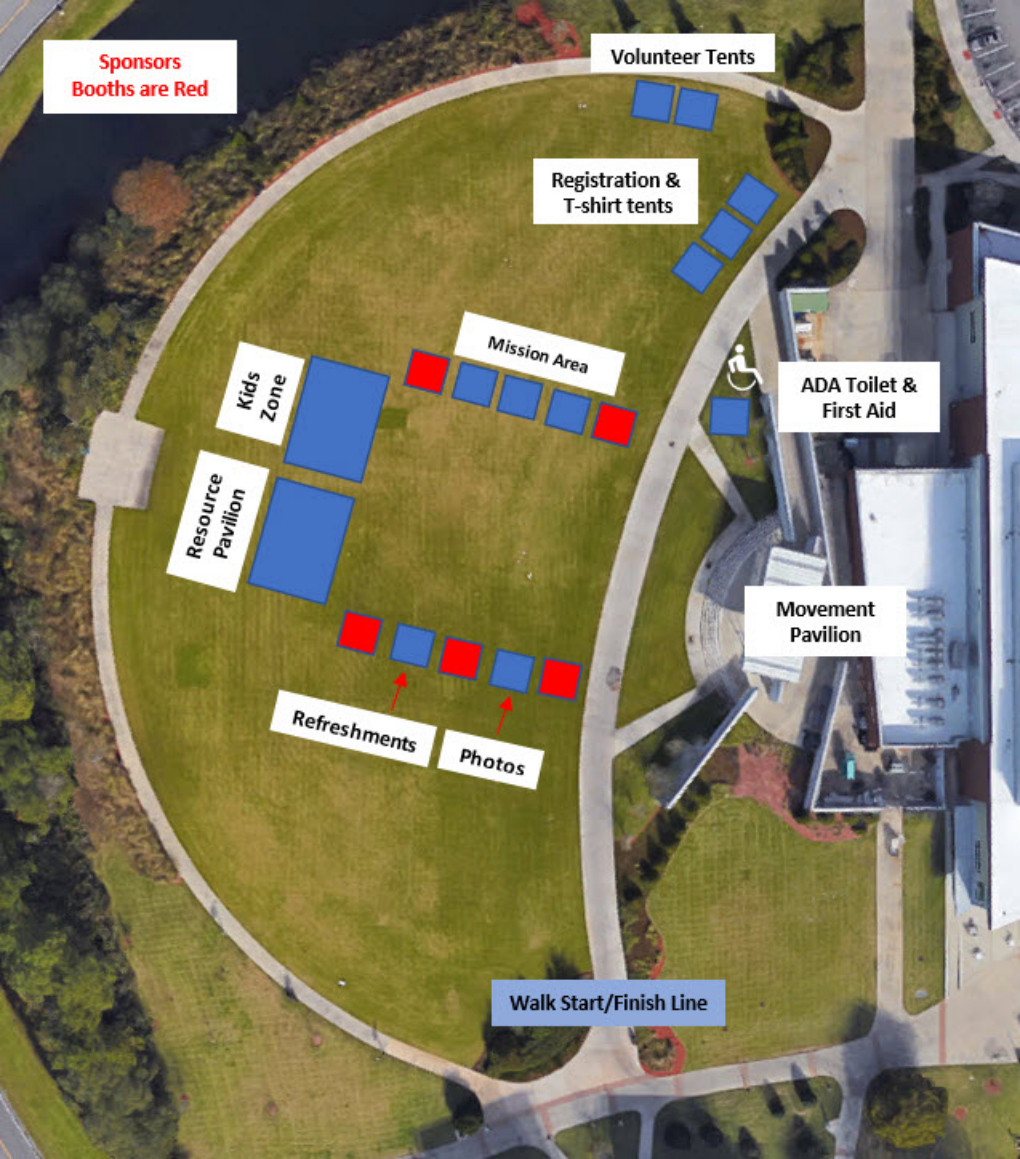 Sponsors
Booths are Red
Volunteer Tents
Registration &
T-shirt tents
Mission Area
Kids
Zone
ADA Toilet &
First Aid
Resource
Pavilion
Movement
Pavilion
Refreshments
Photos
Walk Start/Finish Line